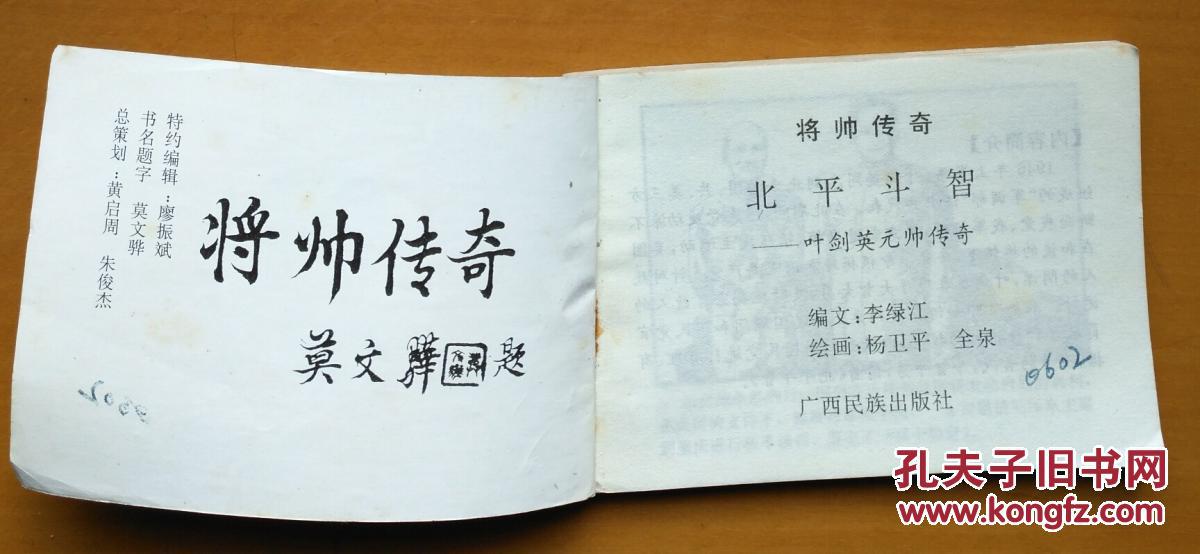 特约编辑：廖振斌
书名题字 莫文骅
总策划：黄启周 朱俊杰
将帅传奇
莫文骅 题
将帅传奇
北平斗智
——叶剑英元帅传奇
编文：李绿江
绘画：杨卫平 全泉
0602
广西民族出版社
孔夫子旧书网
www.kongfz.com